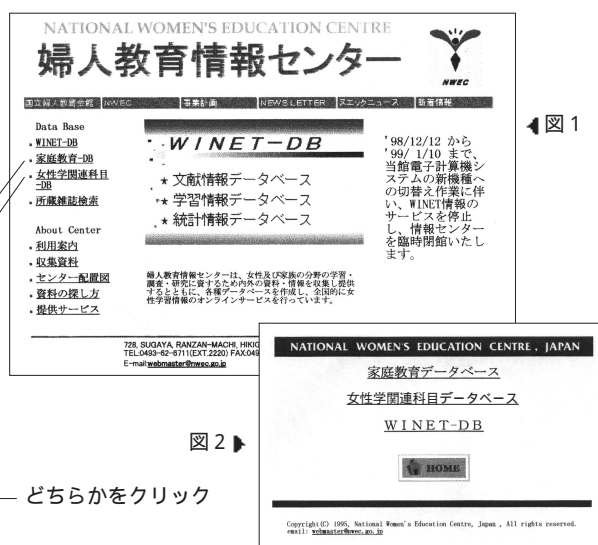 NATIONAL WOMEN'S EDUCATION CENTRE
婦人教育情報センター
NWEC
国立婦人教育会館 NWEC 事業計画 NEWS LETTER ヌエックニュース 新着情報
Data Base
WINET-DB
家庭教育-DB
女性学関連科目
-DB
所蔵雑誌検索
About Center
利用案内
収集資料
センター配置図
資料の探し方
提供サービス
WINET-DB
★ 文献情報データベース
★ 学習情報データベース
★ 統計情報データベース
婦人教育情報センターは、女性及び家族の分野の学習・
調査・研究に資するため内外の資料・情報を収集し提供
するとともに、各種データベースを作成し、全国的に女
性学習情報のオンラインサービスを行っています。
'98/12/12 から
'99/ 1/10 まで、
当館電子計算機シ
ステムの新機種へ
の切替え作業に伴
い、WINET情報の
サービスを停止
し、情報センター
を臨時閉館いたし
ます。
728, SUGAYA, RANZAN-MACHI, HIKIG
TEL:0493-62-6711(EXT.2220) FAX:049
E-mail:webmaster@nwec.go.jp
図1
NATIONAL WOMEN'S EDUCATION CENTRE, JAPAN
家庭教育データベース
女性学関連科目データベース
WINET-DB
HOME
Copyright(C) 1995, National Women's Education Centre, Japan , All rights reserved.
email: webmaster@nwec.go.jp
図2
どちらかをクリック